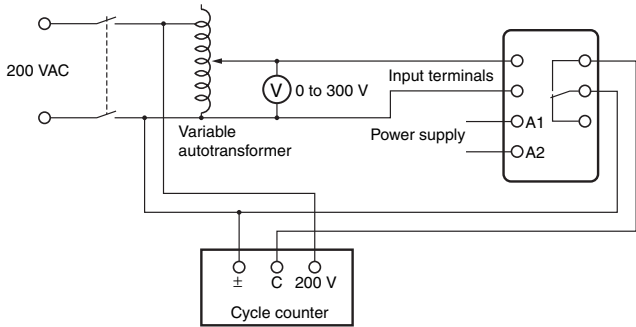 200 VAC
V
0 to 300 V
Variable
autotransformer
Input terminals
Power supply
A1
A2
± C 200 V
Cycle counter